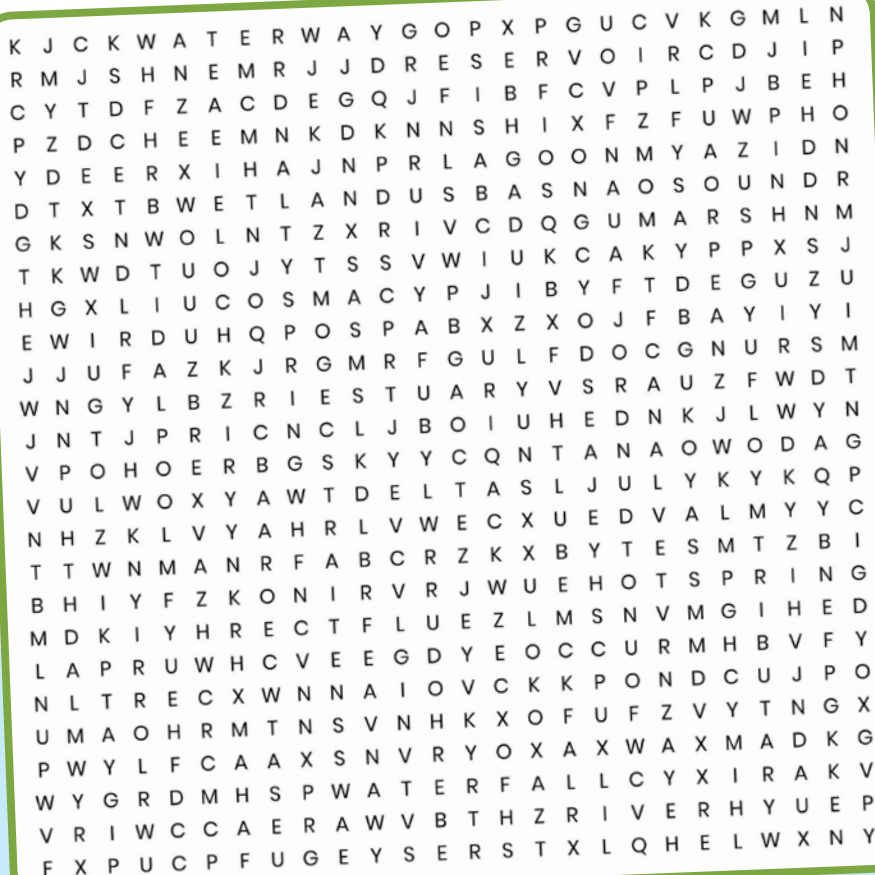 K J C K W A T E R W A Y G O P X P G U C V K G M L N
R M J S H N E M R J J D R E S E R V O I R C D J I P
C Y T D F Z A C D E G Q J F I B F C V P L P J B E H
P Z D C H E E M N K D K N N S H I X F Z F U W P H O
Y D E E R X I H A J N P R L A G O O N M Y A Z I D N
D T X T B W E T L A N D U S B A S N A O S O U N D R
G K S N W O L N T Z X R I V C D Q G U M A R S H N M
T K W D T U O J Y T S S V W I U K C A K Y P P X S J
H G X L I U C O S M A C Y P J I B Y F T D E G U Z U
E W I R D U H Q P O S P A B X Z X O J F B A Y I Y I
J J U F A Z K J R G M R F G U L F D O C G N U R S M
W N G Y L B Z R I E S T U A R Y V S R A U Z F W D T
J N T J P R I C N C L J B O I U H E D N K J L W Y N
V P O H O E R B G S K Y Y C Q N T A N A O W O D A G
V U L W O X Y A W T D E L T A S L J U L Y K Y K Q P
N H Z K L V Y A H R L V W E C X U E D V A L M Y Y C
T T W N M A N R F A B C R Z K X B Y T E S M T Z B I
B H I Y F Z K O N I R V R J W U E H O T S P R I N G
M D K I Y H R E C T F L U E Z L M S N V M G I H E D
L A P R U W H C V E E G D Y E O C C U R M H B V F Y
N L T R E C X W N N A I O V C K K P O N D C U J P O
U M A O H R M T N S V N H K X O F U F Z V Y T N G X
P W Y L F C A A X S N V R Y O X A X W A X M A D K G
W Y G R D M H S P W A T E R F A L L C Y X I R A K V
V R I W C C A E R A W V B T H Z R I V E R H Y U E P
F X P U C P F U G E Y S E R S T X L Q H E L W X N Y